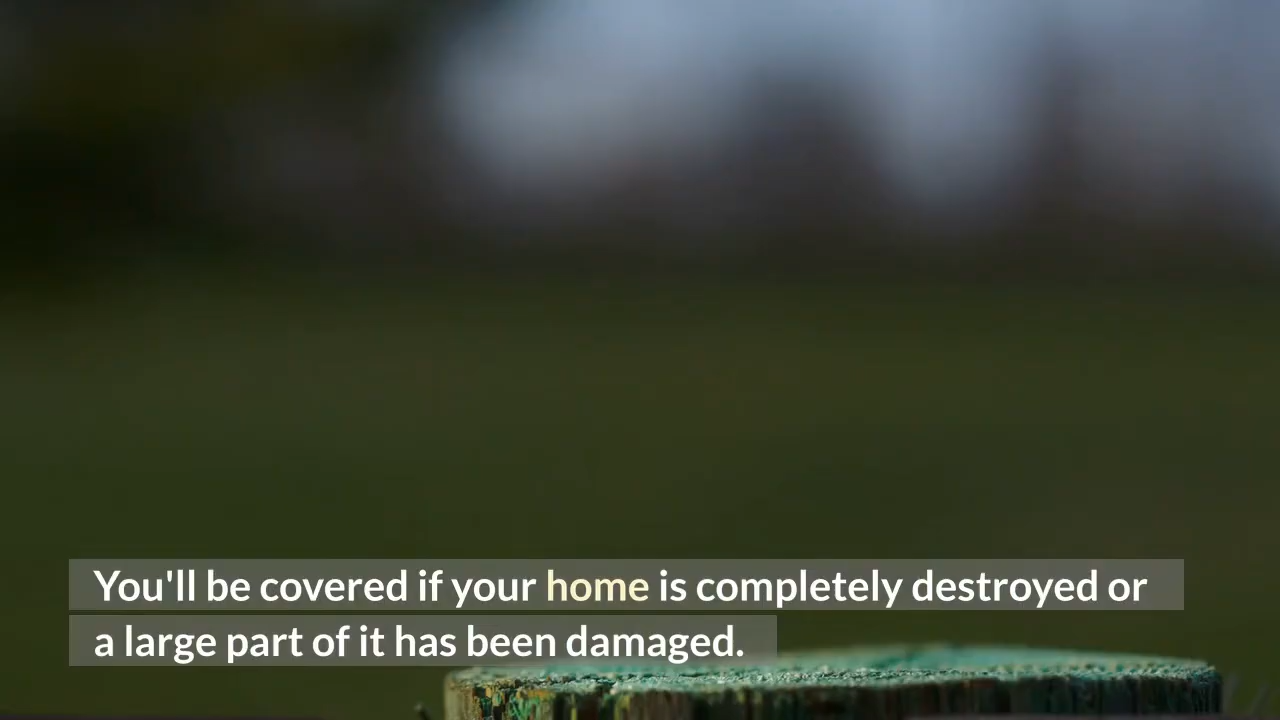 You'll be covered if your home is completely destroyed or
a large part of it has been damaged.